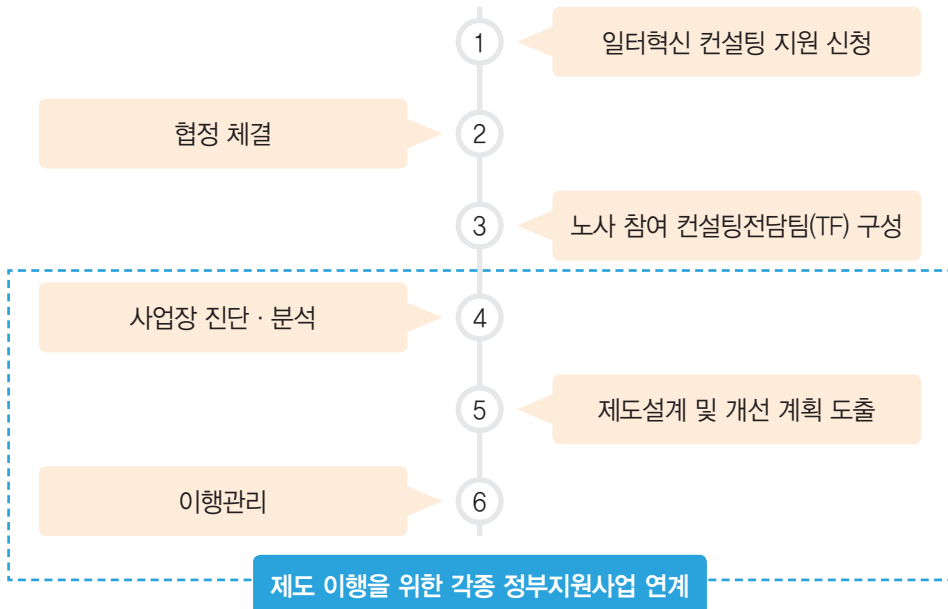 1
일터혁신 컨설팅 지원 신청
협정 체결
2
3
노사 참여 컨설팅전담팀(TF) 구성
사업장 진단 · 분석
4
5
제도설계 및 개선 계획 도출
이행관리
6
제도 이행을 위한 각종 정부지원사업 연계